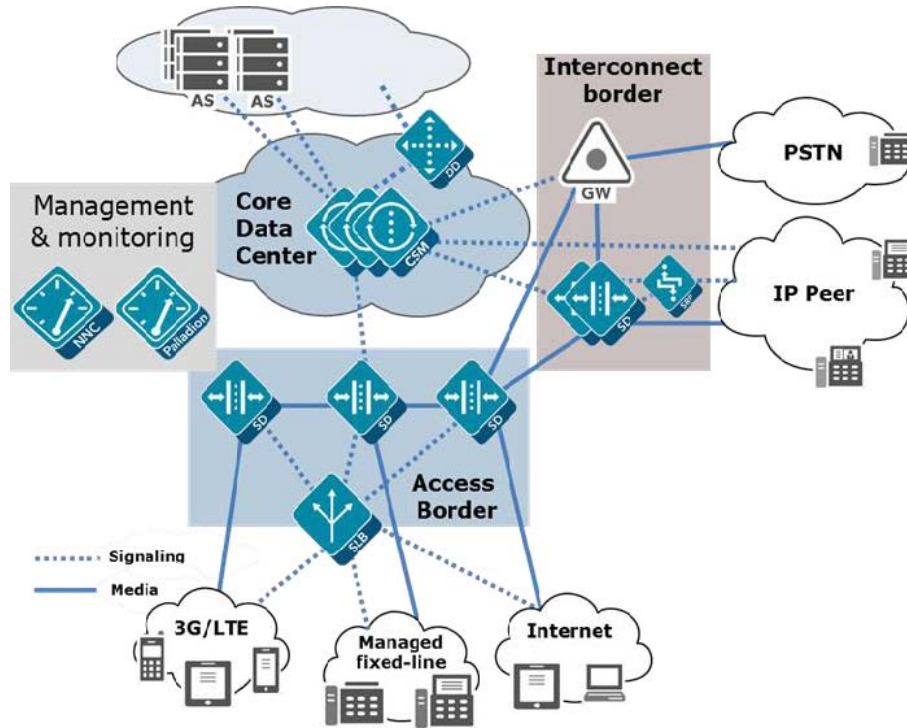 AS
AS
Interconnect
border
DD
PSTN
GW
Management
& monitoring
Core
Data
Center
CSM
NNC
Palladion
SD
SBP
IP Peer
SD
SD
SD
Access
Border
SLB
Signaling
Media
3G/LTE
Managed
fixed-line
Internet